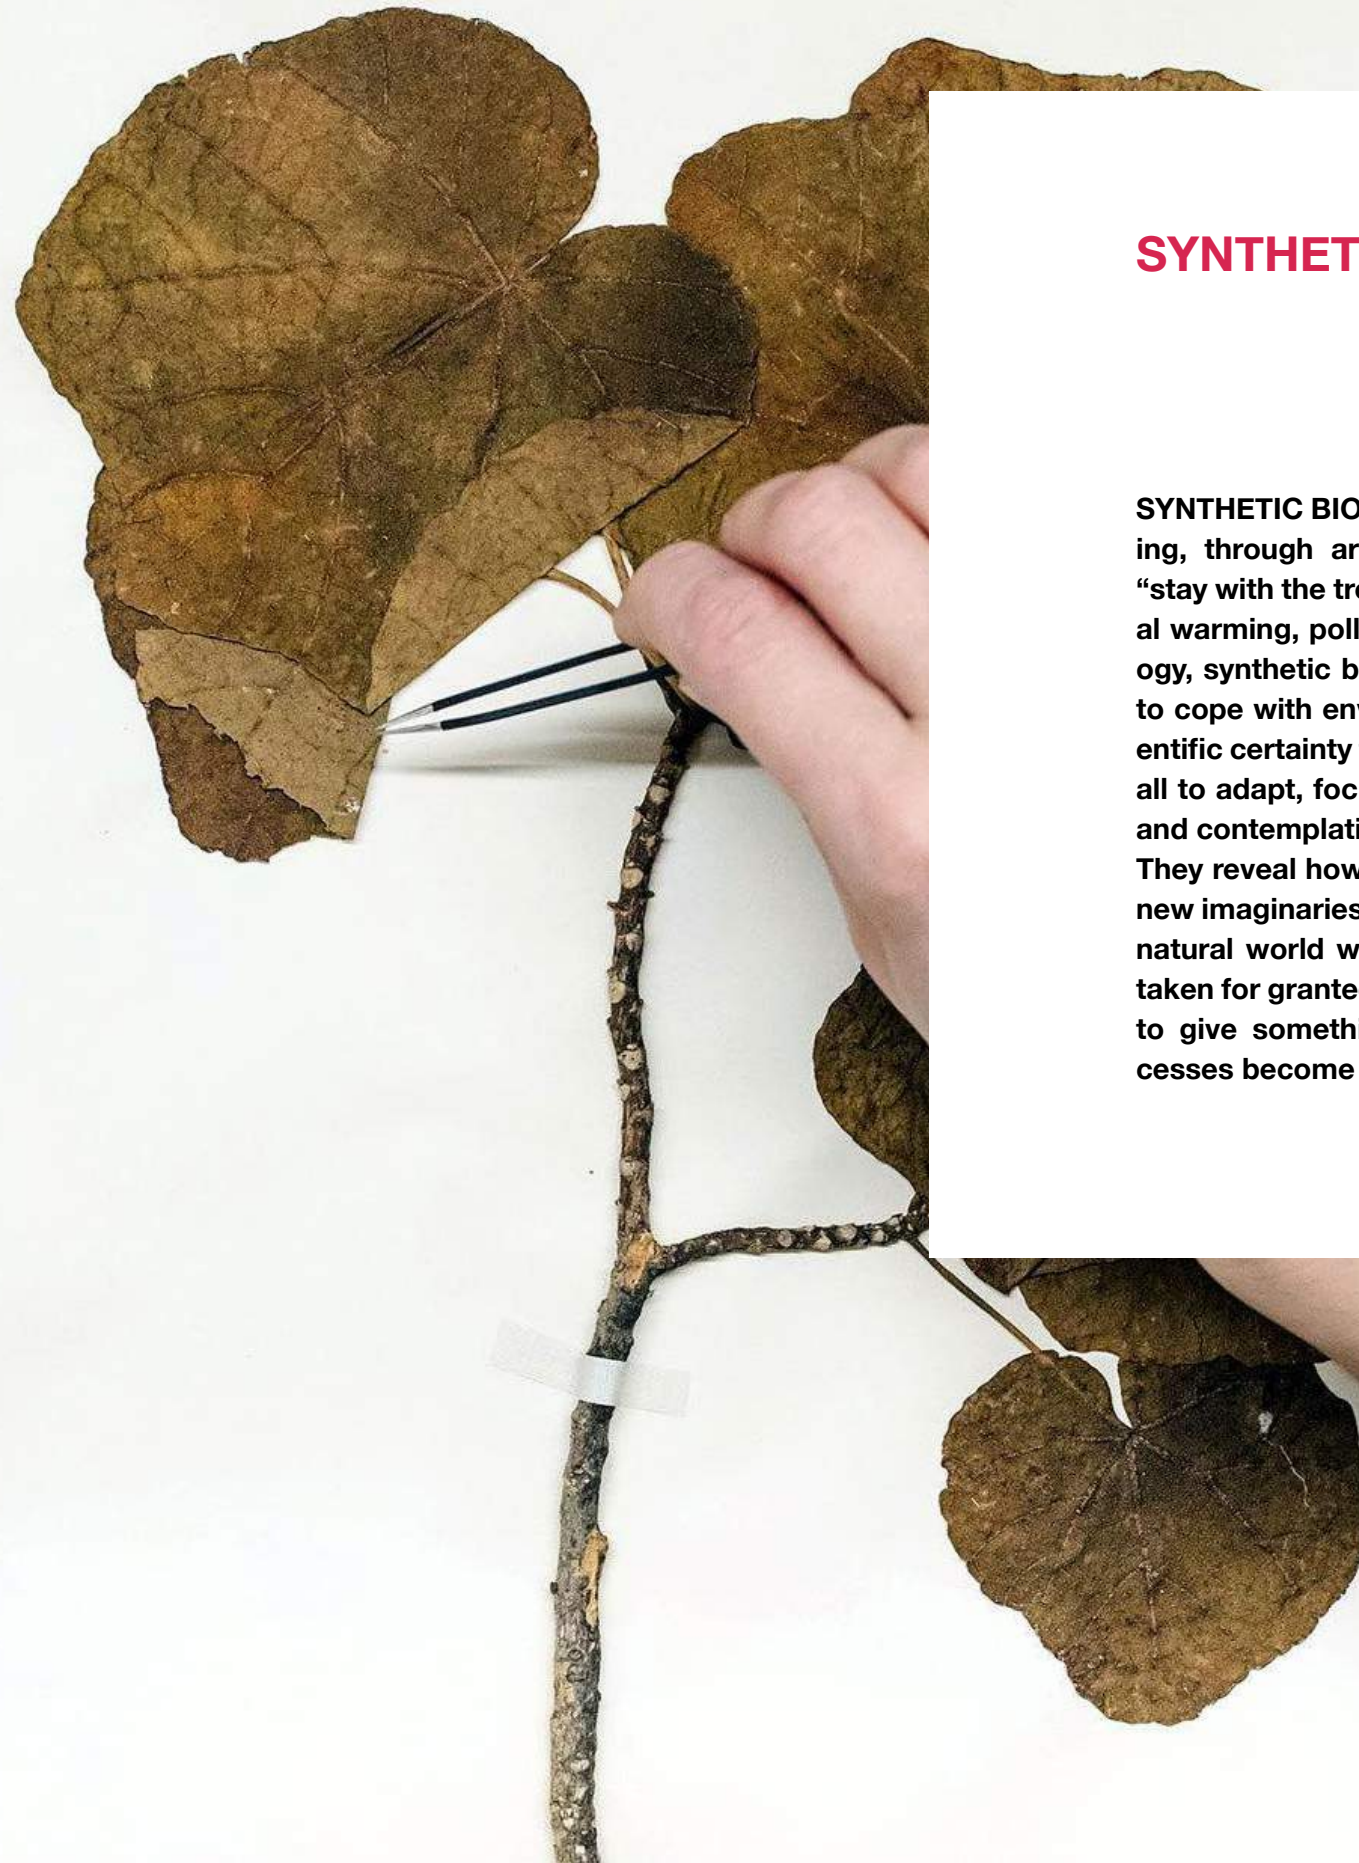 SYNTHET
SYNTHETIC BIO
ing, through ar
“stay with the tr
al warming, poll
ogy, synthetic b
to cope with en
entific certainty
all to adapt, foc
and contemplati
They reveal how
new imaginaries
natural world w
taken for grante
to give somethi
cesses become